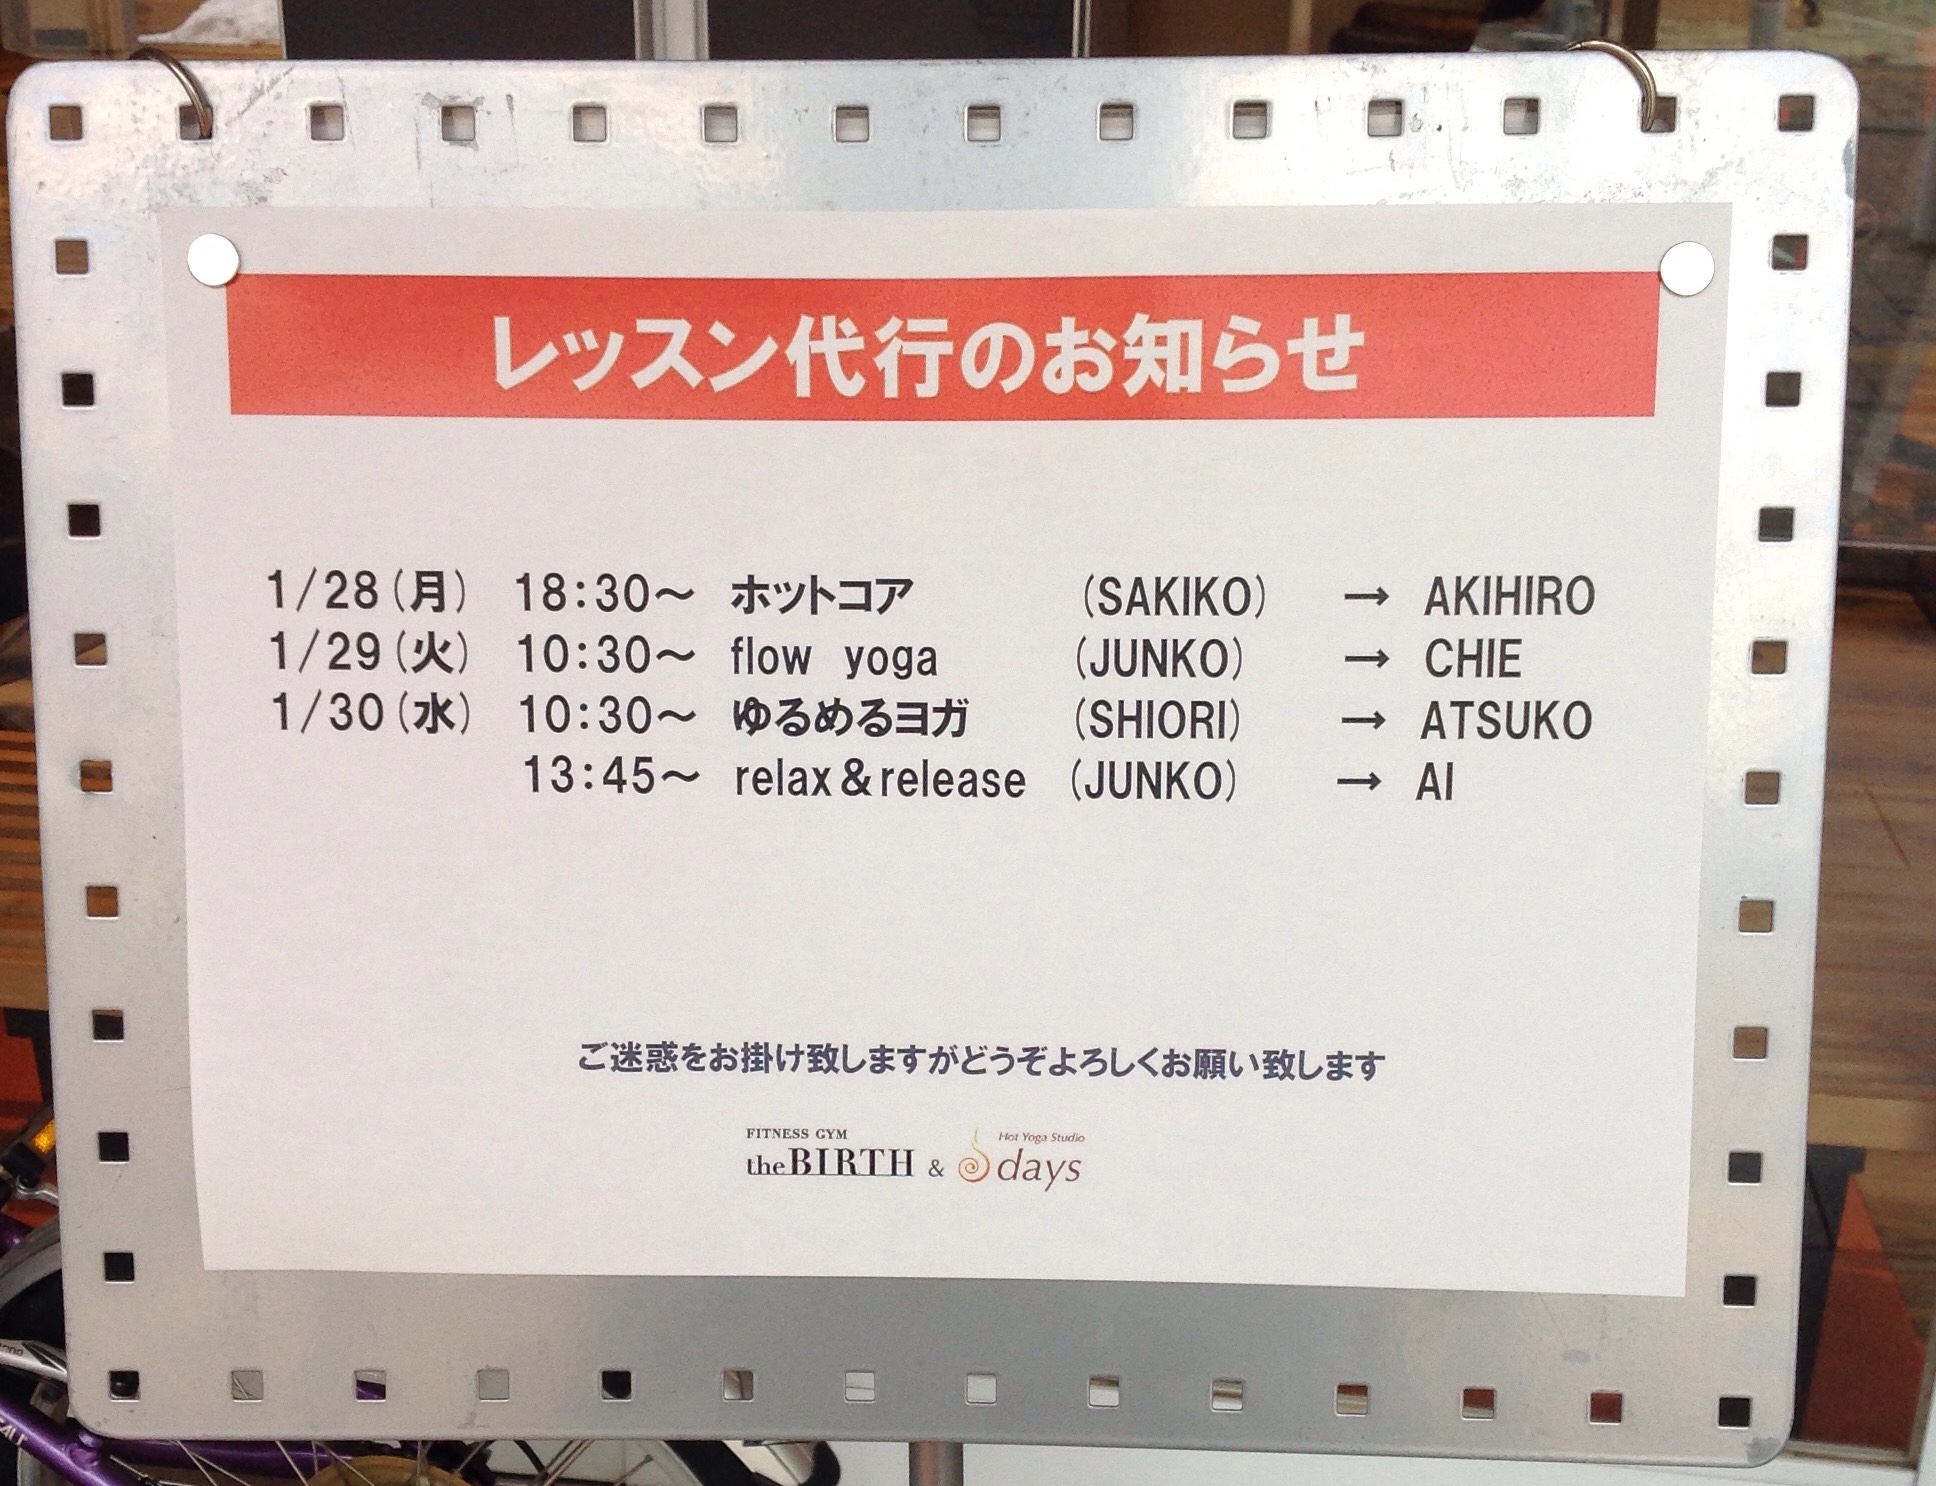 レッスン代行のお知らせ
1/28(月) 18:30～ ホットコア (SAKIKO) → AKIHIRO
1/29(火) 10:30～ flow yoga (JUNKO) → CHIE
1/30(水) 10:30～ ゆるめるヨガ (SHIORI) → ATSUKO
13:45～ relax＆release (JUNKO) → AI
ご迷惑をお掛け致しますがどうぞよろしくお願い致します
FITNESS GYM
the BIRTH & Hot Yoga Studio days